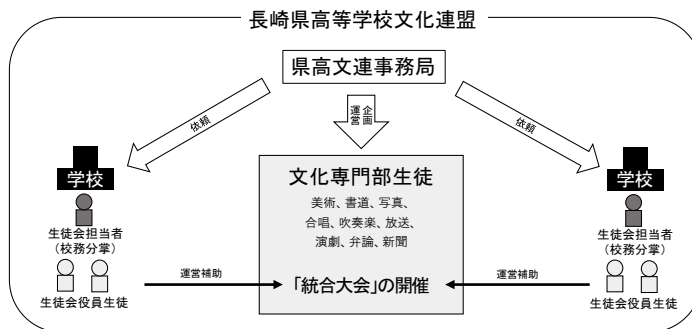 長崎県高等学校文化連盟
県高文連事務局
依頼
企画
運営
依頼
学校
生徒会担当者
（校務分掌）
生徒会役員生徒
運営補助
文化専門部生徒
美術、書道、写真、
合唱、吹奏楽、放送、
演劇、弁論、新聞
「統合大会」の開催
運営補助
学校
生徒会担当者
（校務分掌）
生徒会役員生徒